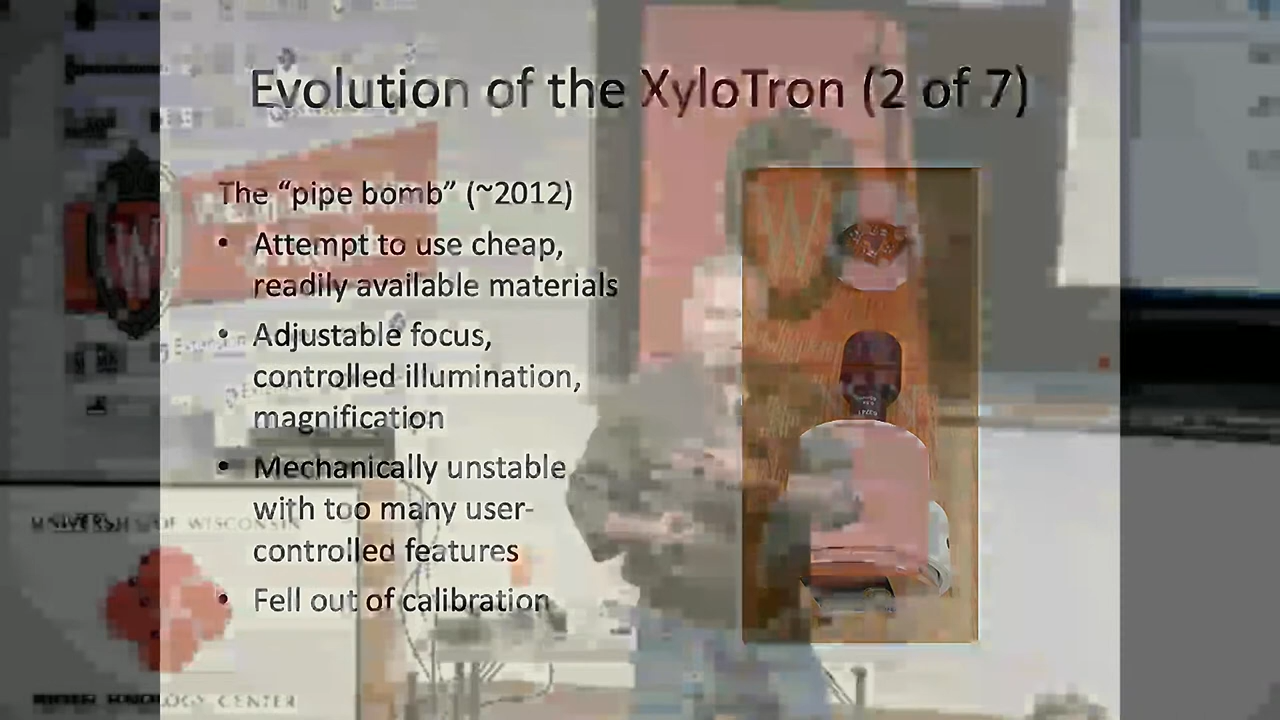 Evolution of the XyloTron (2 of 7)
The “pipe bomb” (~2012)
• Attempt to use cheap,
readily available materials
• Adjustable focus,
controlled illumination,
magnification
• Mechanically unstable
with too many user-
controlled features
• Fell out of calibration
W
W
UNIVERSITY OF WISCONSIN
CENTER